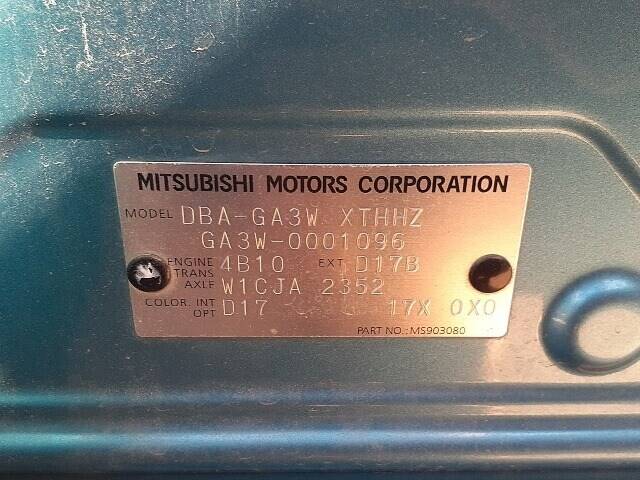 MITSUBISHI MOTORS CORPORATION
MODEL DBA-GA3W XTHHZ
GA3W-0001096
ENGINE 4B10 EXT D17B
TRANS AXLE W1CJA 2352
COLOR. INT OPT D17 17X 0X0
PART NO.; MS903080